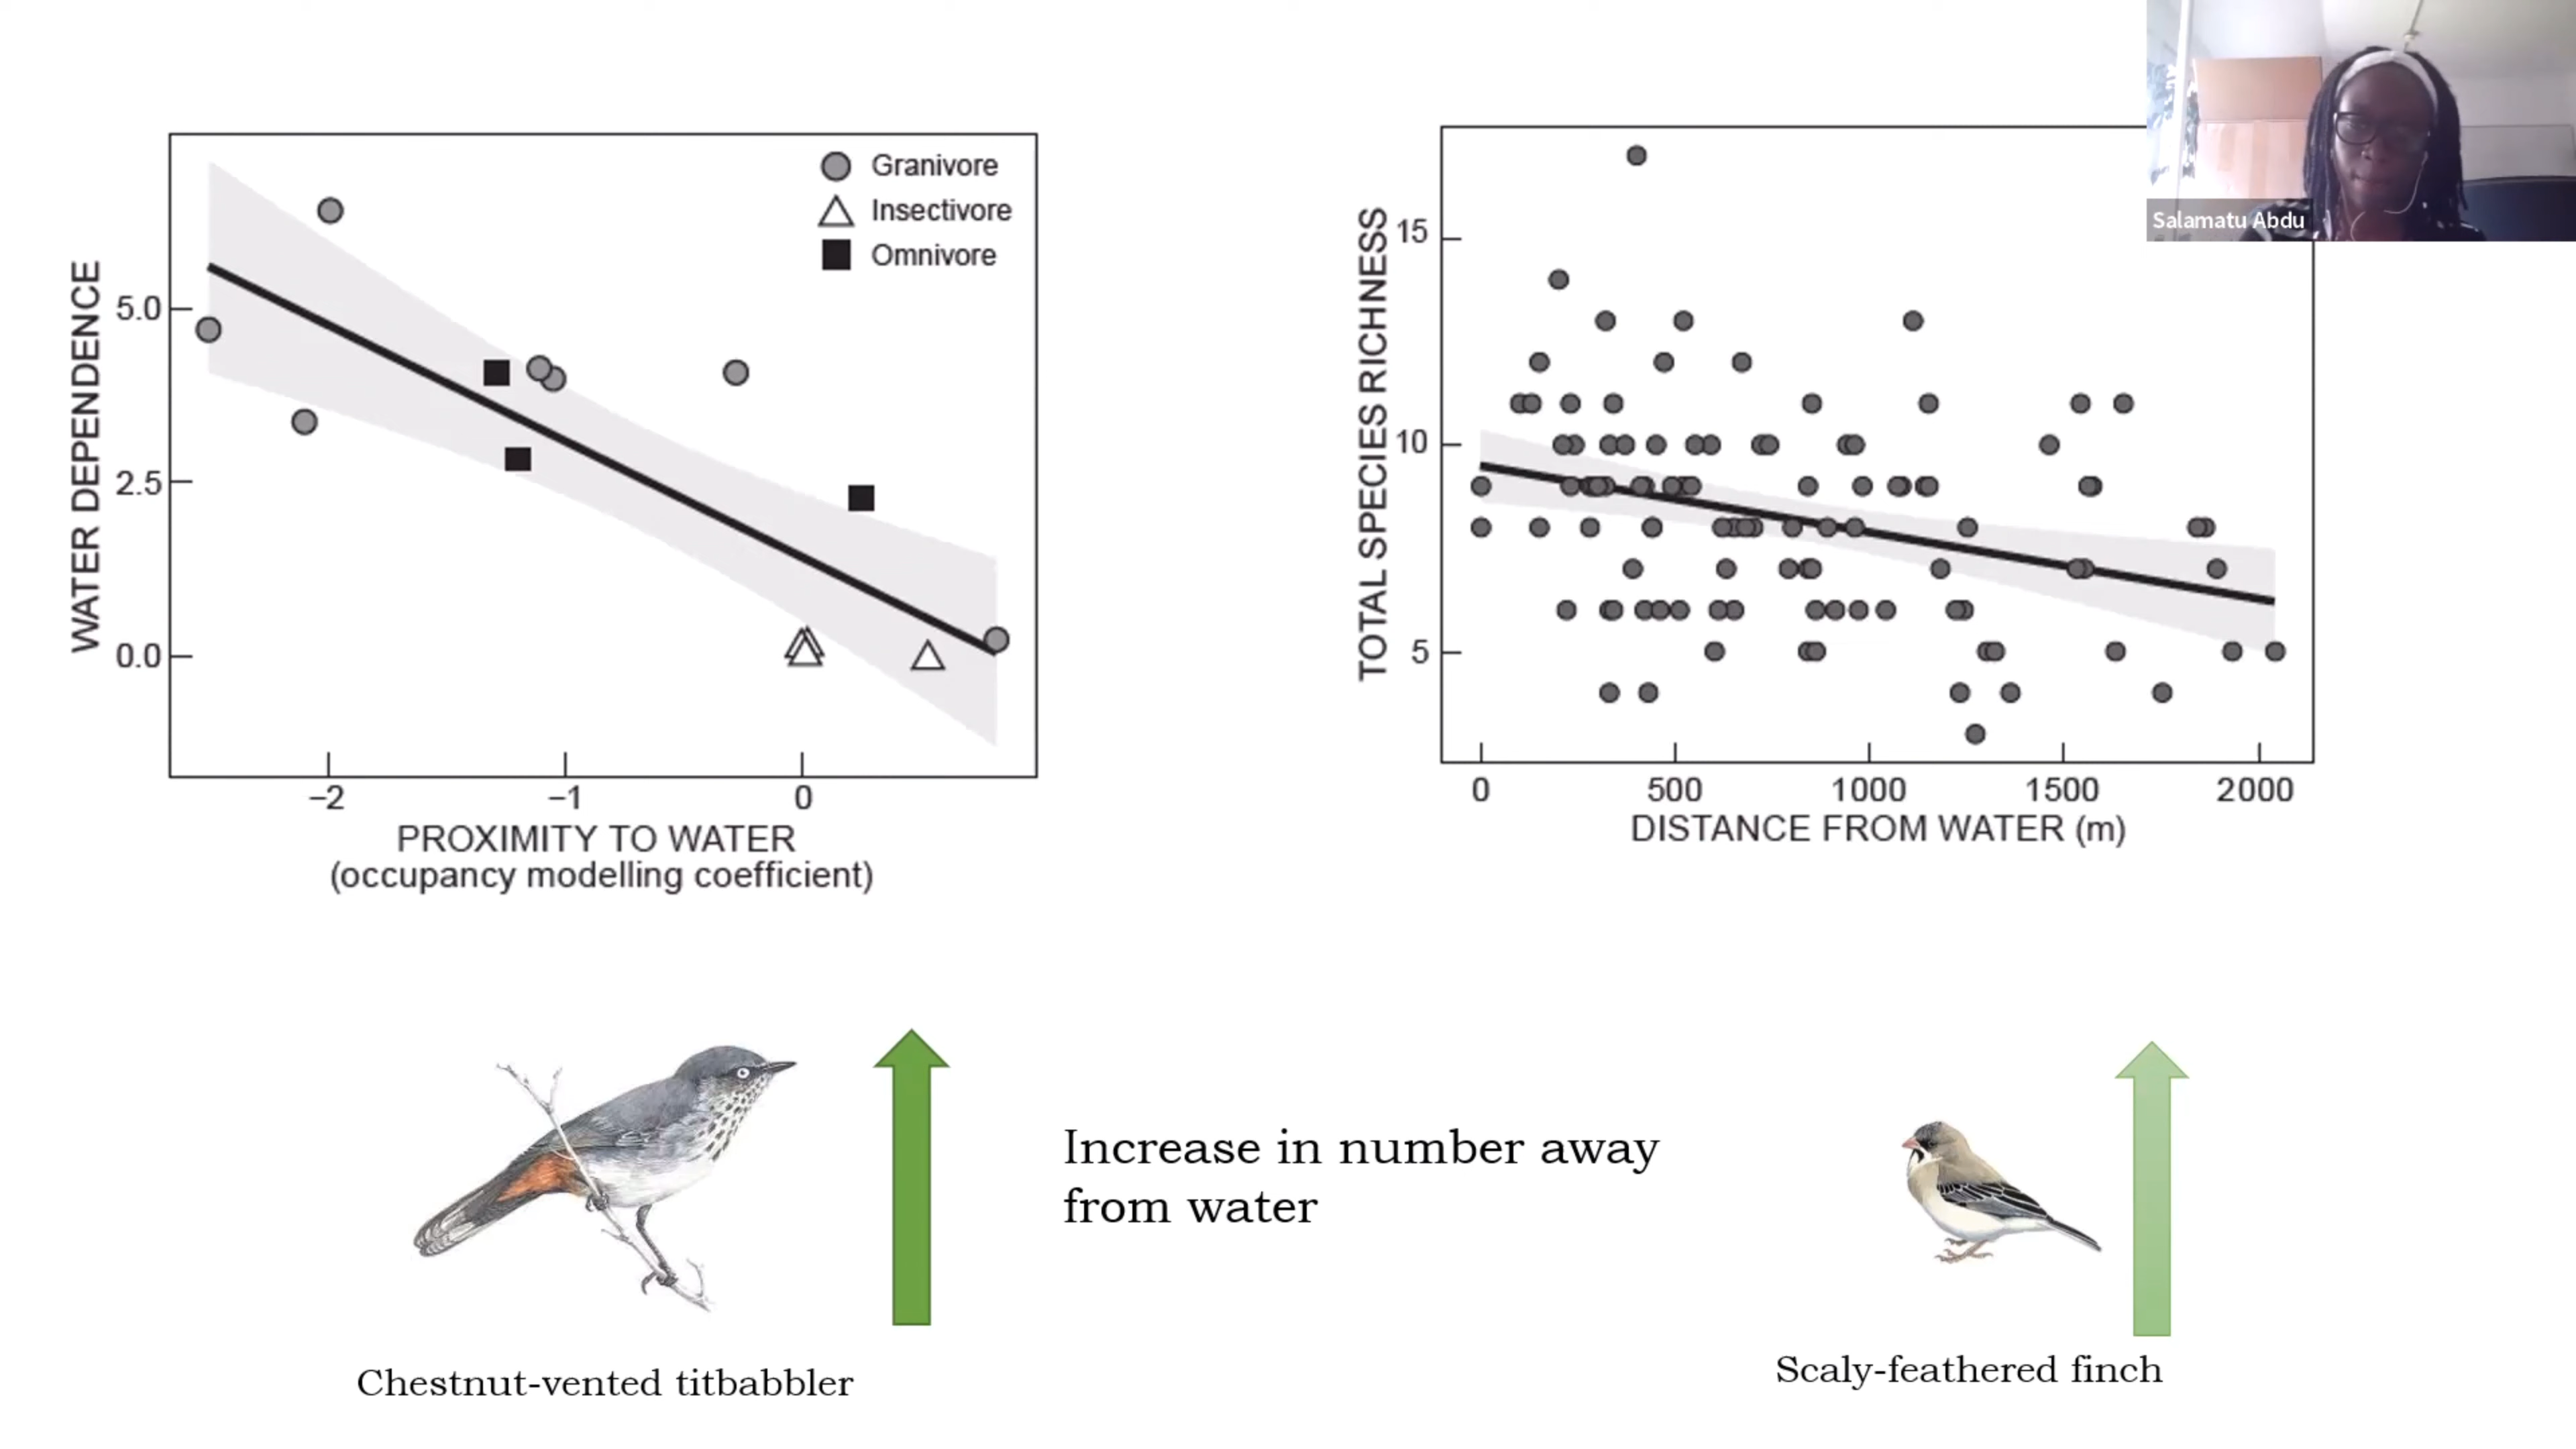 Salamatu Abdu
Granivore
Insectivore
Omnivore
WATER DEPENDENCE
5.0
2.5
0.0
−2
−1
0
PROXIMITY TO WATER
(occupancy modelling coefficient)
TOTAL SPECIES RICHNESS
15
10
5
0
500
1000
1500
2000
DISTANCE FROM WATER (m)
Increase in number away
from water
Chestnut-vented titbabbler
Scaly-feathered finch